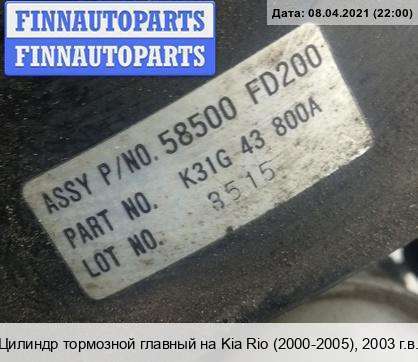 FINNAUTOPARTS
FINNAUTOPARTS
Дата: 08.04.2021 (22:00)
ASSY P/NO. 58500 FD200
PART NO. K31G 43 800A
LOT NO. 3515
Цилиндр тормозной главный на Kia Rio (2000-2005), 2003 г.в.